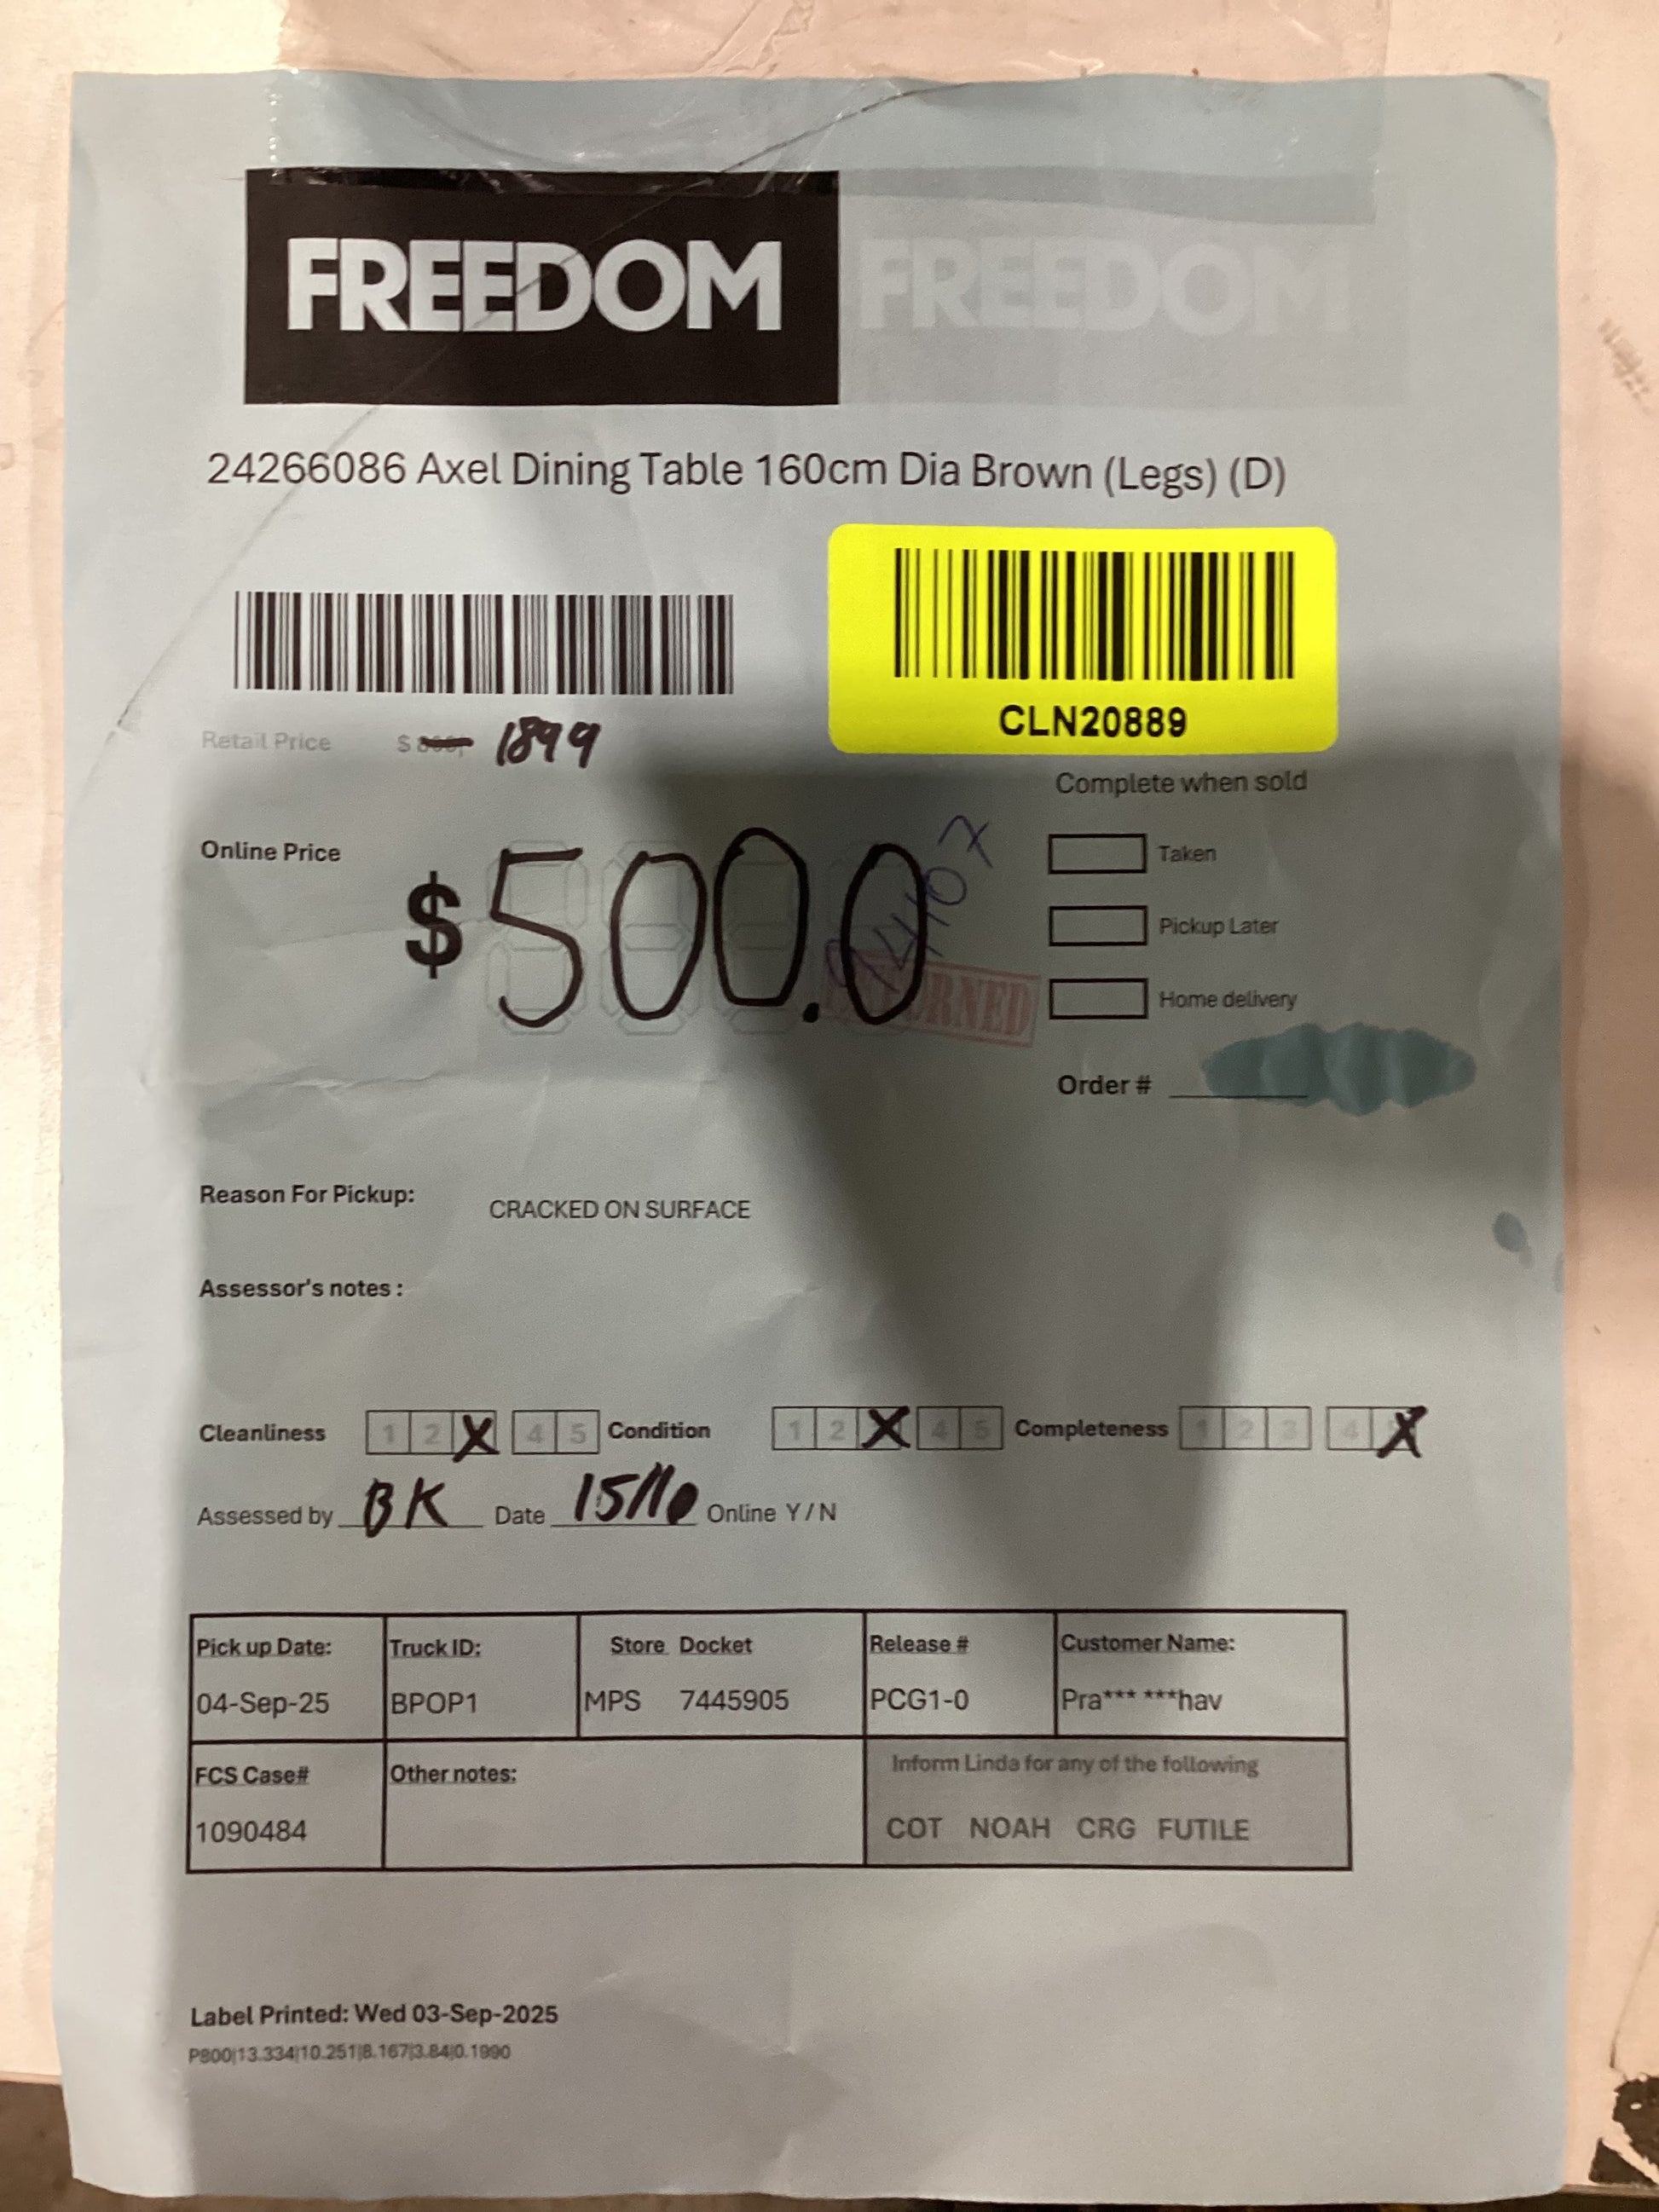 FREEDOM FREEDOM
24266086 Axel Dining Table 160cm Dia Brown (Legs) (D)
CLN20889
Retail Price $ 1899
Complete when sold
Online Price $500.0
Taken
Pickup Later
Home delivery
Order #
Reason For Pickup: CRACKED ON SURFACE
Assessor's notes :
Cleanliness 1 2 X 4 5 Condition 1 2 X 4 5 Completeness 1 2 3 4 X
Assessed by BK Date 15/10 Online Y / N
Pick up Date: Truck ID: Store Docket Release # Customer Name:
04-Sep-25 BPOP1 MPS 7445905 PCG1-0 Pra*** ***hav
FCS Case# Other notes: Inform Linda for any of the following
1090484 COT NOAH CRG FUTILE
Label Printed: Wed 03-Sep-2025
P800|13.334|10.251|8.167|3.84|0.1990